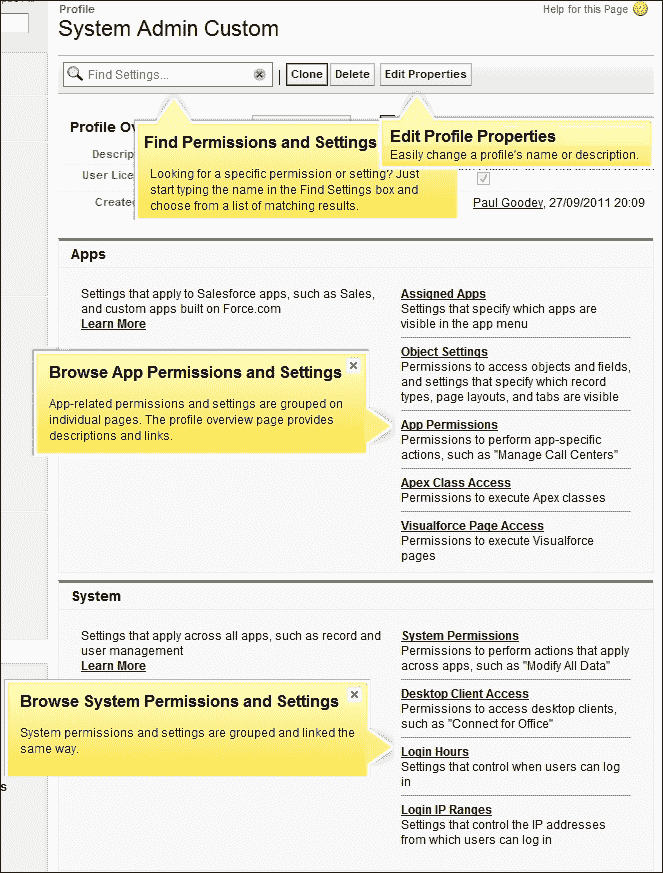 Profile
Help for this Page
System Admin Custom
Find Settings...
Clone
Delete
Edit Properties
Profile Ov
Find Permissions and Settings
Edit Profile Properties
Descrip
Easily change a profile's name or description.
User Lice
Looking for a specific permission or setting? Just
start typing the name in the Find Settings box and
choose from a list of matching results.
Created
Paul Goodey, 27/09/2011 20:09
Apps
Settings that apply to Salesforce apps, such as Sales,
and custom apps built on Force.com
Learn More
Assigned Apps
Settings that specify which apps are
visible in the app menu
Object Settings
Permissions to access objects and fields,
and settings that specify which record
types, page layouts, and tabs are visible
Browse App Permissions and Settings
App-related permissions and settings are grouped on
individual pages. The profile overview page provides
descriptions and links.
App Permissions
Permissions to perform app-specific
actions, such as "Manage Call Centers"
Apex Class Access
Permissions to execute Apex classes
Visualforce Page Access
Permissions to execute Visualforce
pages
System
Settings that apply across all apps, such as record and
user management
Learn More
System Permissions
Permissions to perform actions that apply
across apps, such as "Modify All Data"
Browse System Permissions and Settings
System permissions and settings are grouped and linked the
same way.
Desktop Client Access
Permissions to access desktop clients,
such as "Connect for Office"
Login Hours
Settings that control when users can log
in
s
Login IP Ranges
Settings that control the IP addresses
from which users can log in